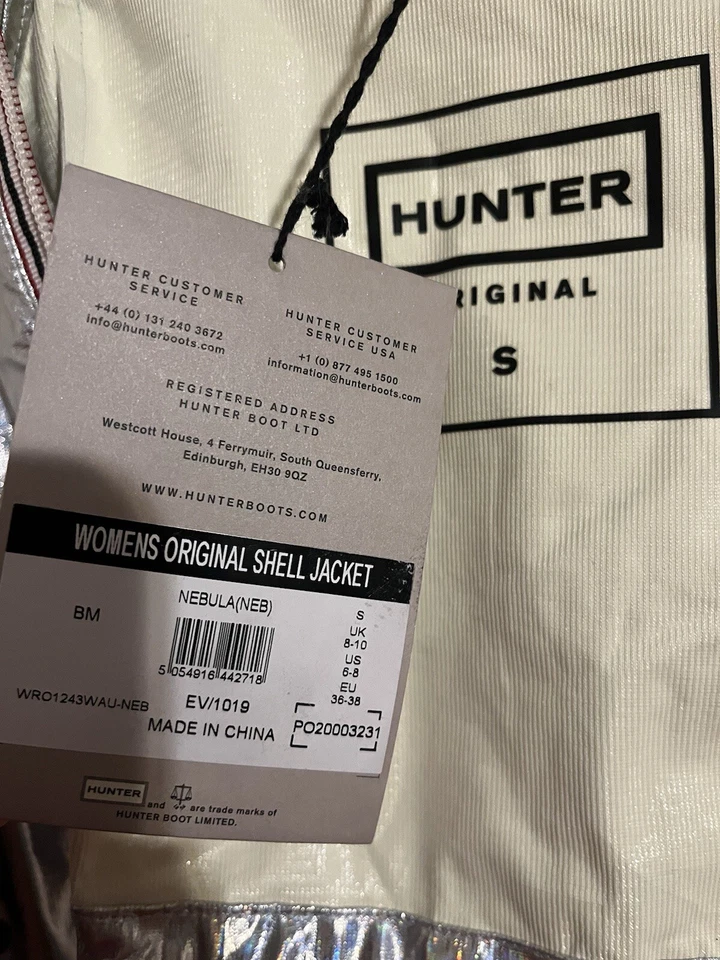 HUNTER
RIGINAL
S
HUNTER CUSTOMER
SERVICE
+44 (0) 131 240 3672
info@hunterboots.com
HUNTER CUSTOMER
SERVICE USA
+1 (0) 877 495 1500
information@hunterboots.com
REGISTERED ADDRESS
HUNTER BOOT LTD
Westcott House, 4 Ferrymuir, South Queensferry,
Edinburgh, EH30 9QZ
WWW.HUNTERBOOTS.COM
WOMENS ORIGINAL SHELL JACKET
BM
NEBULA(NEB)
5 054916 442718
S
UK
8-10
US
6-8
EU
36-38
WRO1243WAU-NEB
EV/1019
MADE IN CHINA
PO20003231
HUNTER and are trade marks of
HUNTER BOOT LIMITED.